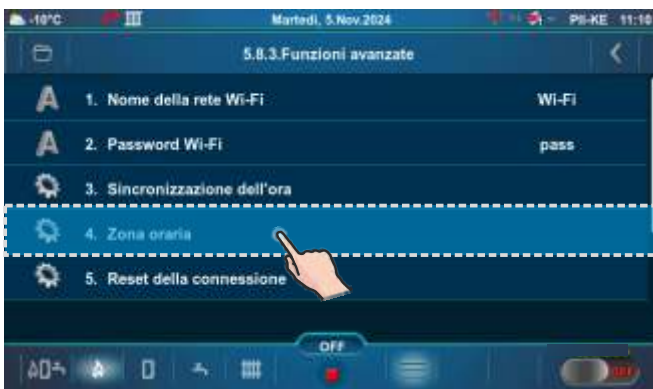 -10°C Martedì, 5.Nov.2024 PII-KE 11:10
5.8.3.Funzioni avanzate
1. Nome della rete Wi-Fi Wi-Fi
2. Password Wi-Fi pass
3. Sincronizzazione dell'ora
4. Zona oraria
5. Reset della connessione
OFF
OFF